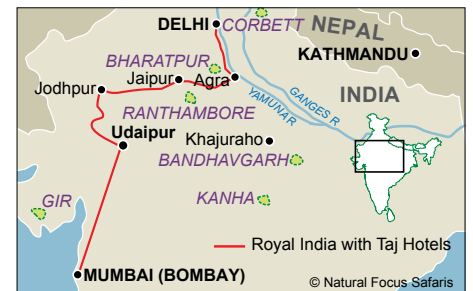 DELHI
CORBETT
NEPAL
KATHMANDU
BHARATPUR
Jaipur
Agra
Jodhpur
RANTHAMBORE
YAMUNA R
GANGES R
INDIA
Udaipur
Khajuraho
BANDHAVGARH
KANHA
GIR
Royal India with Taj Hotels
MUMBAI (BOMBAY)
© Natural Focus Safaris